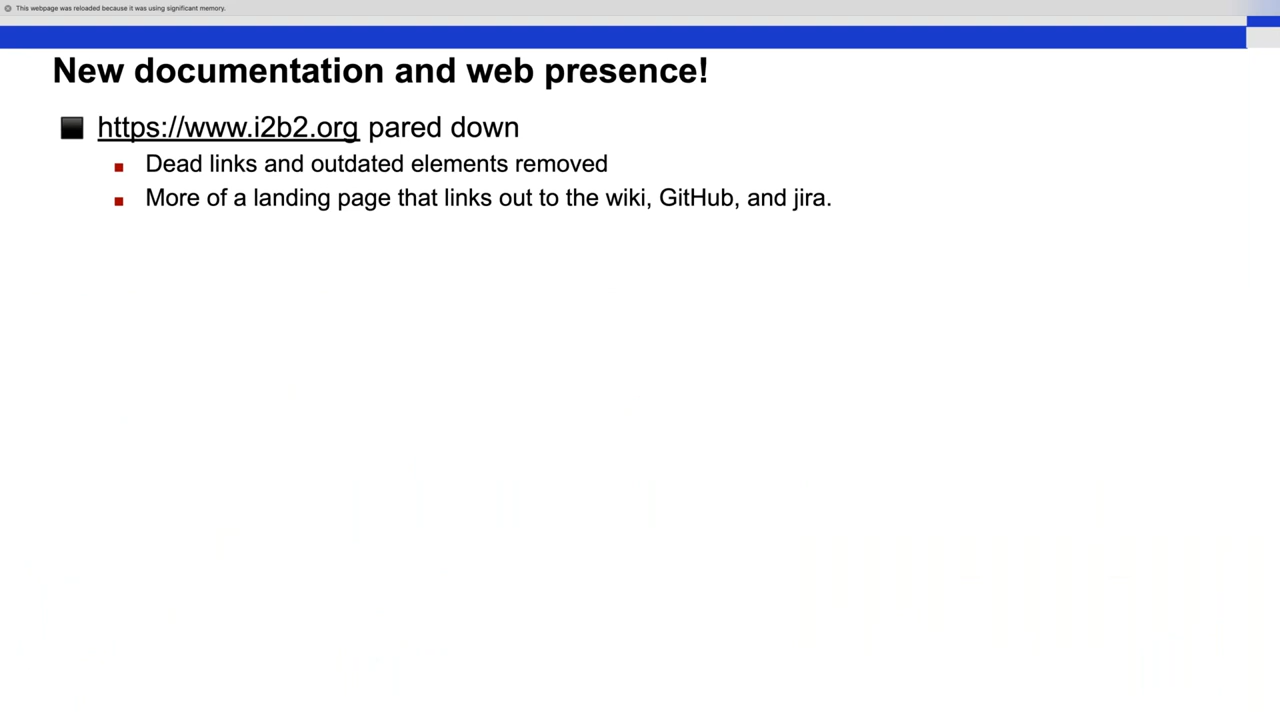 This webpage was reloaded because it was using significant memory.
New documentation and web presence!
https://www.i2b2.org pared down
Dead links and outdated elements removed
More of a landing page that links out to the wiki, GitHub, and jira.